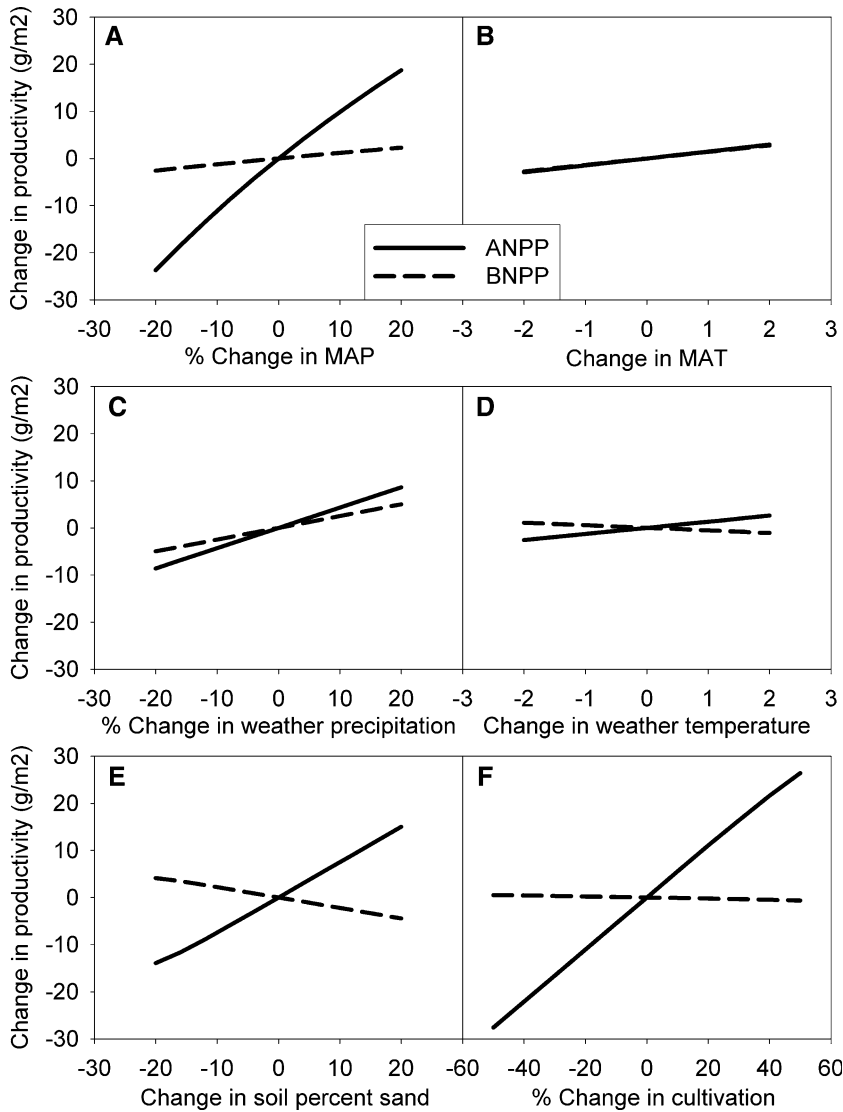 A
B
Change in productivity (g/m2)
30
20
10
0
-10
-20
-30
ANPP
BNPP
-30 -20 -10 0 10 20 -3 -2 -1 0 1 2 3
% Change in MAP
Change in MAT
C
D
Change in productivity (g/m2)
30
20
10
0
-10
-20
-30
-30 -20 -10 0 10 20 -30 -2 -1 0 1 2 3
% Change in weather precipitation
Change in weather temperature
E
F
Change in productivity (g/m2)
30
20
10
0
-10
-20
-30
-30 -20 -10 0 10 20 -60 -40 -20 0 20 40 60
Change in soil percent sand
% Change in cultivation